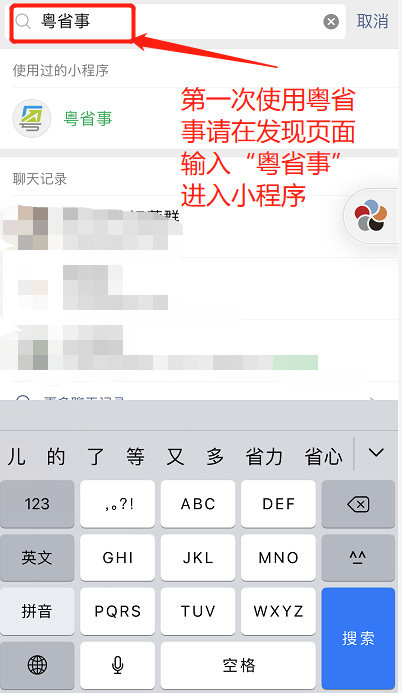 粤省事
取消
使用过的小程序
粤省事
第一次使用粤省
事请在发现页面
输入“粤省事”
进入小程序
聊天记录
儿 的 了 等 又 多 省力 省心
123 ,。?! ABC DEF
英文 GHI JKL MNO ^^
拼音 PQRS TUV WXYZ
搜索
空格